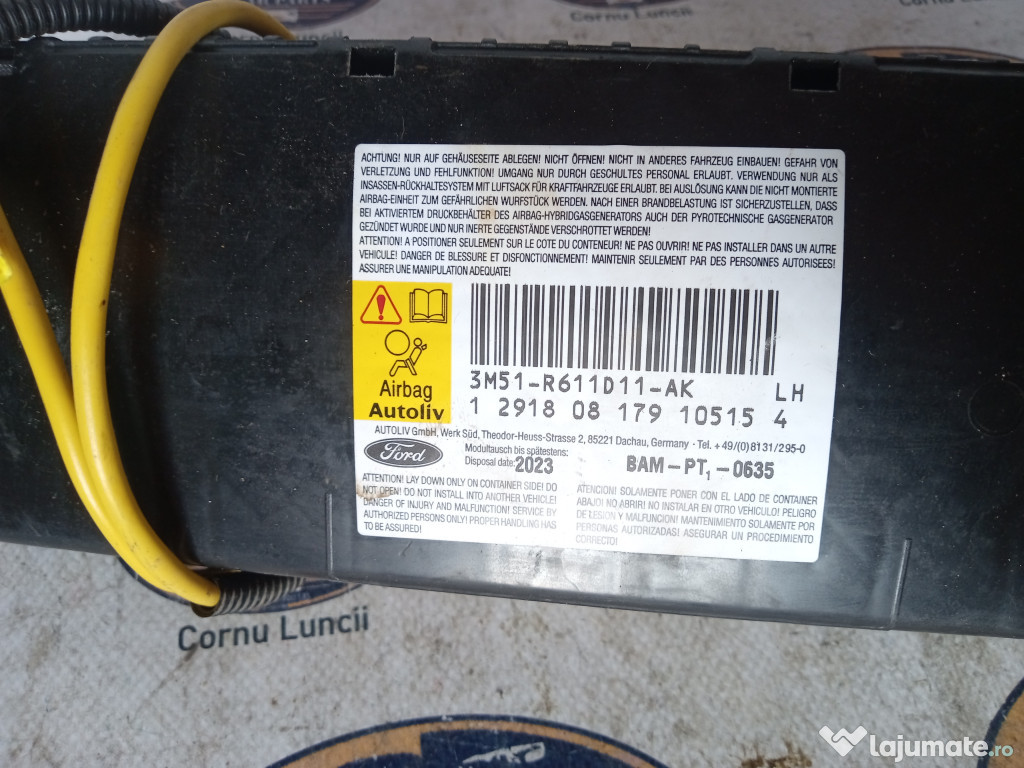 Cornu Luncii
ACHTUNG! NUR AUF GEHÄUSESEITE ABLEGEN! NICHT ÖFFNEN! NICHT IN ANDERES FAHRZEUG EINBAUEN! GEFAHR VON
VERLETZUNG UND FEHLFUNKTION! UMGANG NUR DURCH GESCHULTES PERSONAL ERLAUBT. VERWENDUNG NUR ALS
INSASSEN-RÜCKHALTESYSTEM MIT LUFTSACK FÜR KRAFTFAHRZEUGE ERLAUBT. BEI AUSLÖSUNG KANN DIE NICHT MONTIERTE
AIRBAG-EINHEIT ZUM GEFÄHRLICHEN WURFSTÜCK WERDEN. NACH EINER BRANDBELASTUNG IST SICHERZUSTELLEN, DASS
BEI AKTIVIERTEM DRUCKBEHÄLTER DES AIRBAG-HYBRIDGASGENERATORS AUCH DER PYROTECHNISCHE GASGENERATOR
GEZÜNDET WURDE UND NUR INERTE GEGENSTÄNDE VERSCHROTTET WERDEN!
ATTENTION! A POSITIONER SEULEMENT SUR LE COTE DU CONTENEUR! NE PAS OUVRIR! NE PAS INSTALLER DANS UN AUTRE
VEHICULE! DANGER DE BLESSURE ET DISFONCTIONNEMENT! MAINTENIR SEULEMENT PAR DES PERSONNES AUTORISEES!
ASSURER UNE MANIPULATION ADEQUATE!
3M51-R611D11-AK LH
1 2918 08 179 10515 4
Airbag
Autoliv
AUTOLIV GmbH, Werk Süd, Theodor-Heuss-Strasse 2, 85221 Dachau, Germany · Tel. +49/(0)8131/295-0
Ford
Modultausch bis spätestens:
Disposal date: 2023
BAM-PT1-0635
ATTENTION! LAY DOWN ONLY ON CONTAINER SIDE! DO
NOT OPEN! DO NOT INSTALL INTO ANOTHER VEHICLE!
DANGER OF INJURY AND MALFUNCTION! SERVICE BY
AUTHORIZED PERSONS ONLY! PROPER HANDLING HAS
TO BE ASSURED!
ATENCION! SOLAMENTE PONER CON EL LADO DE CONTAINER
ABAJO! NO ABRIR! NO INSTALAR EN OTRO VEHICULO! PELIGRO
DE LESION Y MALFUNCION! MANTENIMIENTO SOLAMENTE POR
PERSONAS AUTORIZADAS! ASEGURAR UN PROCEDIMIENTO
CORRECTO!
Cornu Luncii
lajumate.ro